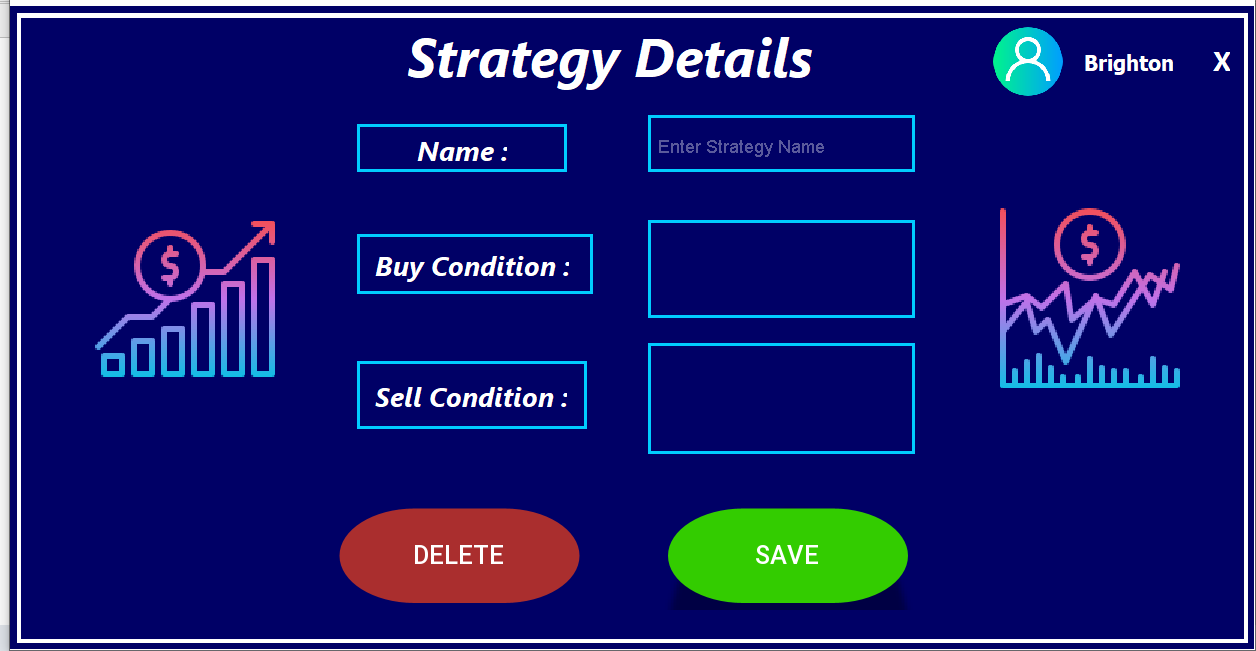 Strategy Details
Brighton
X
Name :
Enter Strategy Name
Buy Condition :
Sell Condition :
$
$
DELETE
SAVE